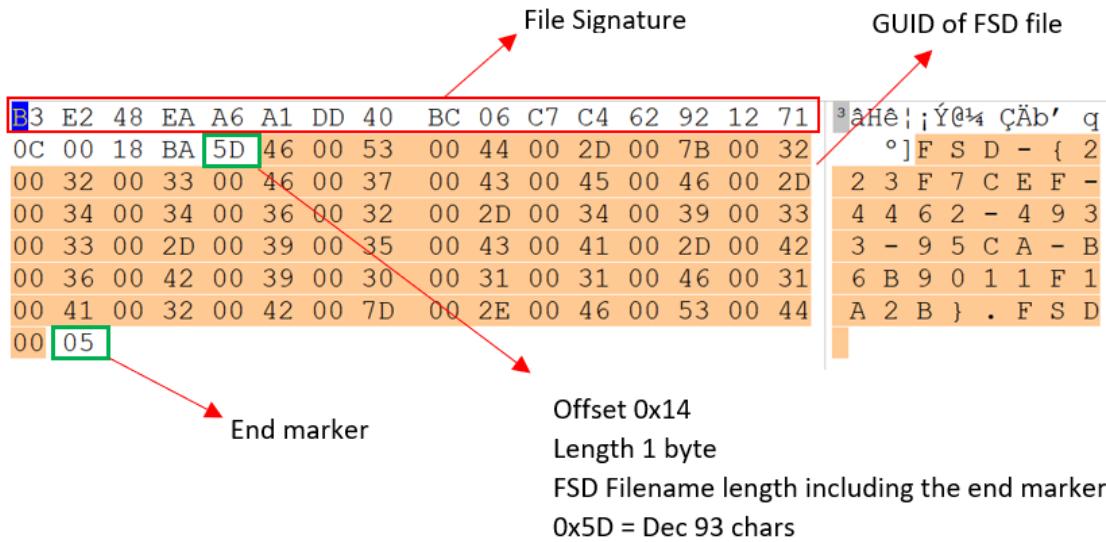 File Signature
GUID of FSD file
B3 E2 48 EA A6 A1 DD 40 BC 06 C7 C4 62 92 12 71 ³âHê¦¡Ý@¼ ÇÄb’ q
0C 00 18 BA 5D 46 00 53 00 44 00 2D 00 7B 00 32 º]F S D - { 2
00 32 00 33 00 46 00 37 00 43 00 45 00 46 00 2D 2 3 F 7 C E F -
00 34 00 34 00 36 00 32 00 2D 00 34 00 39 00 33 4 4 6 2 - 4 9 3
00 33 00 2D 00 39 00 35 00 43 00 41 00 2D 00 42 3 - 9 5 C A - B
00 36 00 42 00 39 00 30 00 31 00 31 00 46 00 31 6 B 9 0 1 1 F 1
00 41 00 32 00 42 00 7D 00 2E 00 46 00 53 00 44 A 2 B } . F S D
00 05
End marker
Offset 0x14
Length 1 byte
FSD Filename length including the end marker
0x5D = Dec 93 chars